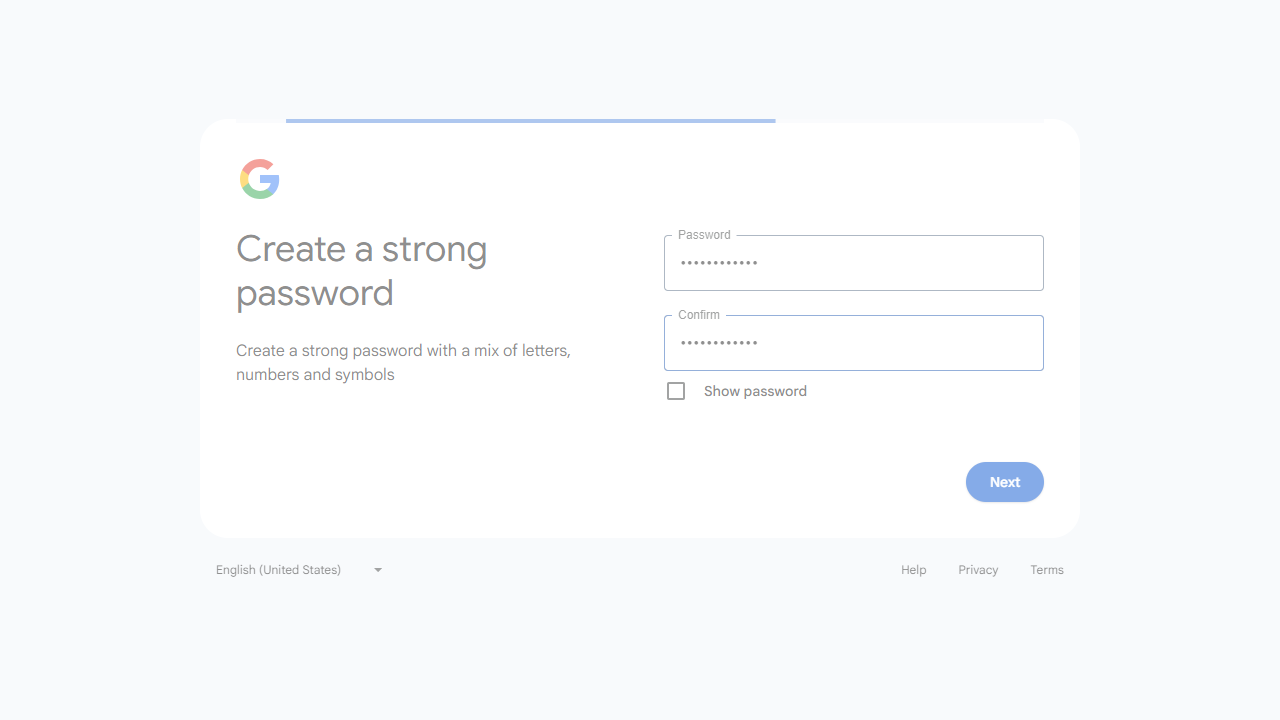 Create a strong
password
Create a strong password with a mix of letters,
numbers and symbols
Password
••••••••••••
Confirm
••••••••••••
Show password
Next
English (United States)
Help
Privacy
Terms